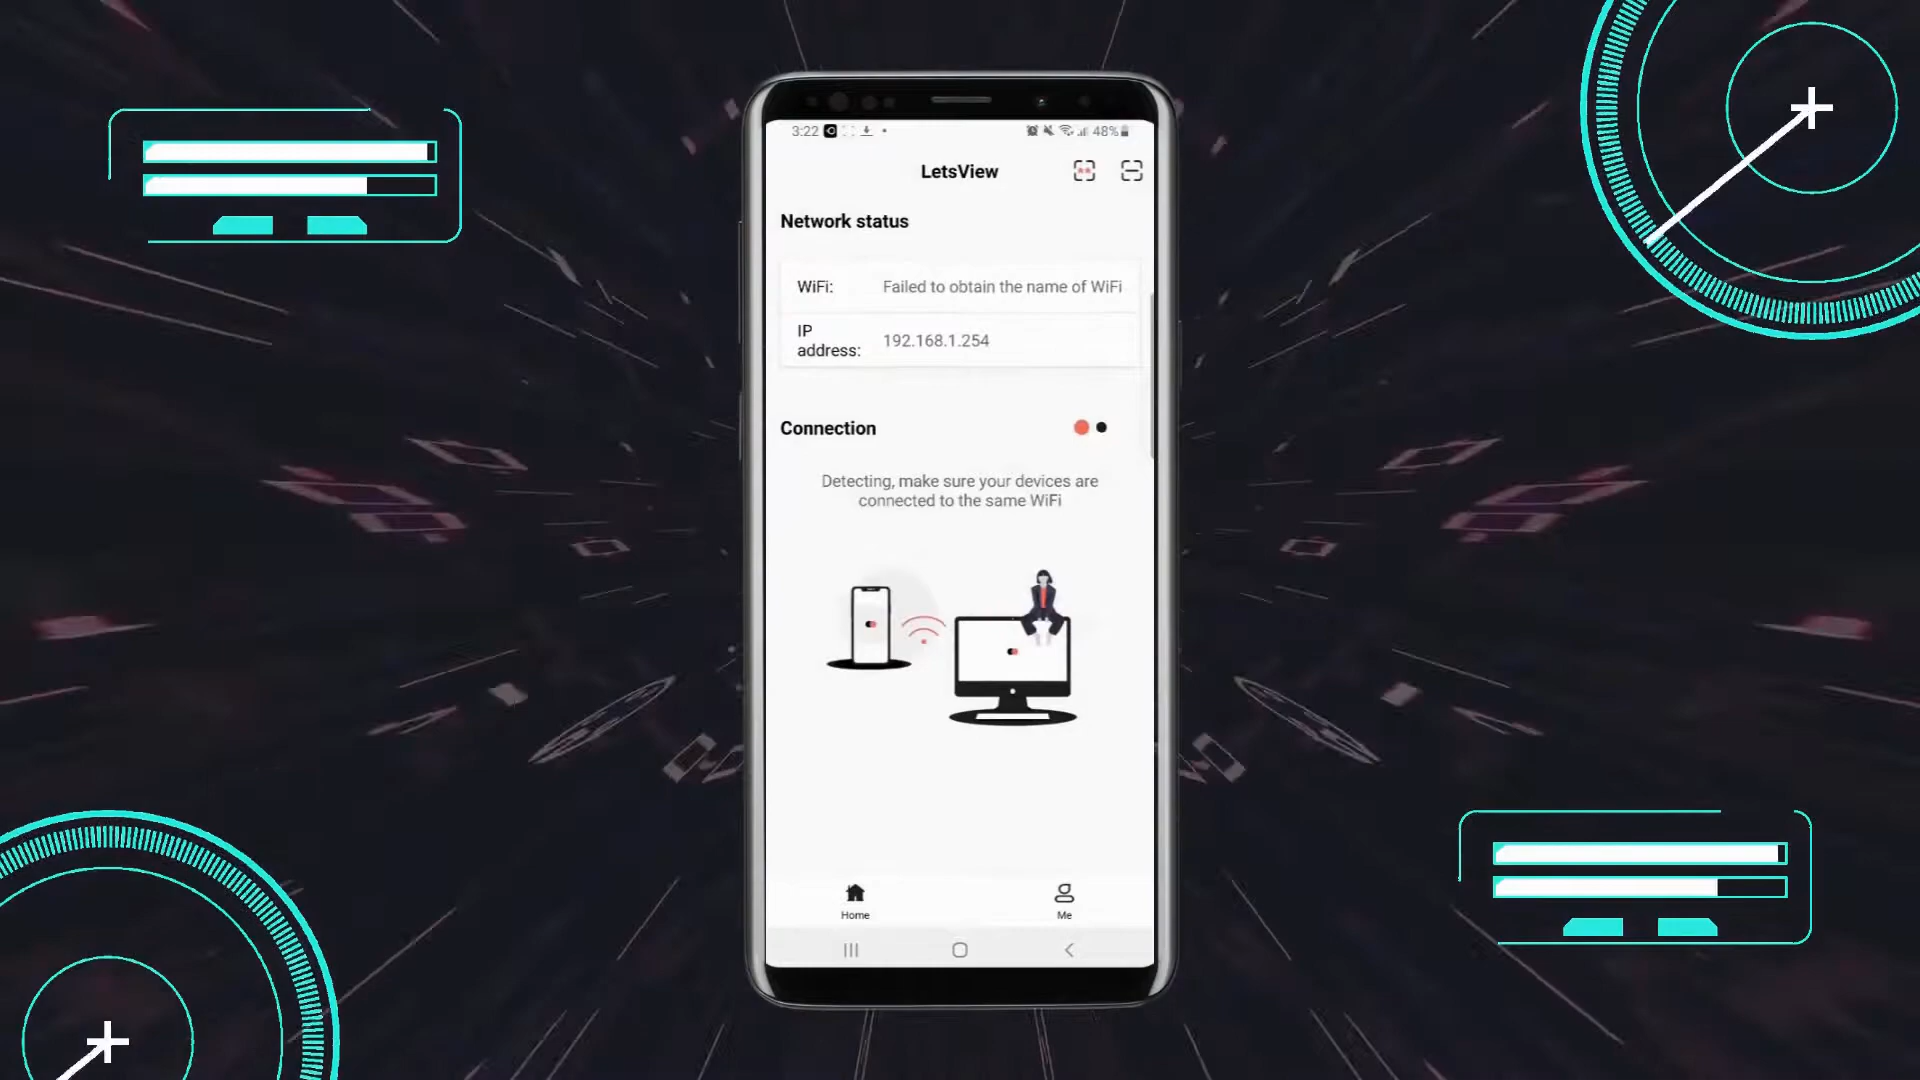 3:22
48%
LetsView
Network status
WiFi:
Failed to obtain the name of WiFi
IP
address:
192.168.1.254
Connection
Detecting, make sure your devices are
connected to the same WiFi
Home
Me